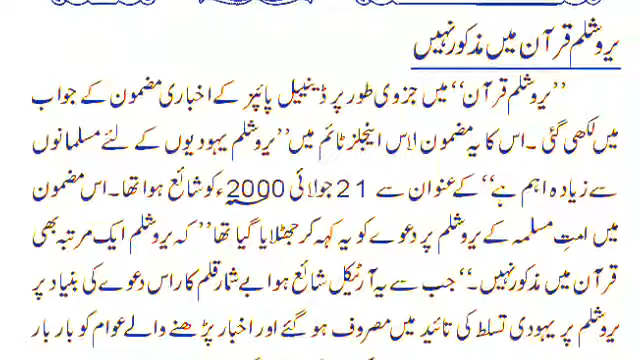 یروشلم قرآن میں مذکور نہیں
’’یروشلم قرآن‘‘ میں جزوی طور پر ڈینیل پائپز کے اخباری مضمون کے جواب
میں لکھی گئی ۔ اس کا یہ مضمون لاس اینجلز ٹائم میں ’’یروشلم یہودیوں کے لئے مسلمانوں
سے زیادہ اہم ہے‘‘ کے عنوان سے 21 جولائی 2000ء کو شائع ہوا تھا۔ اس مضمون
میں امتِ مسلمہ کے یروشلم پر دعوے کو یہ کہہ کر جھٹلایا گیا تھا ’’کہ یروشلم ایک مرتبہ بھی
قرآن میں مذکور نہیں۔‘‘ جب سے یہ آرٹیکل شائع ہوا بے شمار قلم کار اس دعوے کی بنیاد پر
یروشلم پر یہودی تسلط کی تائید میں مصروف ہو گئے اور اخبار پڑھنے والے عوام کو بار بار